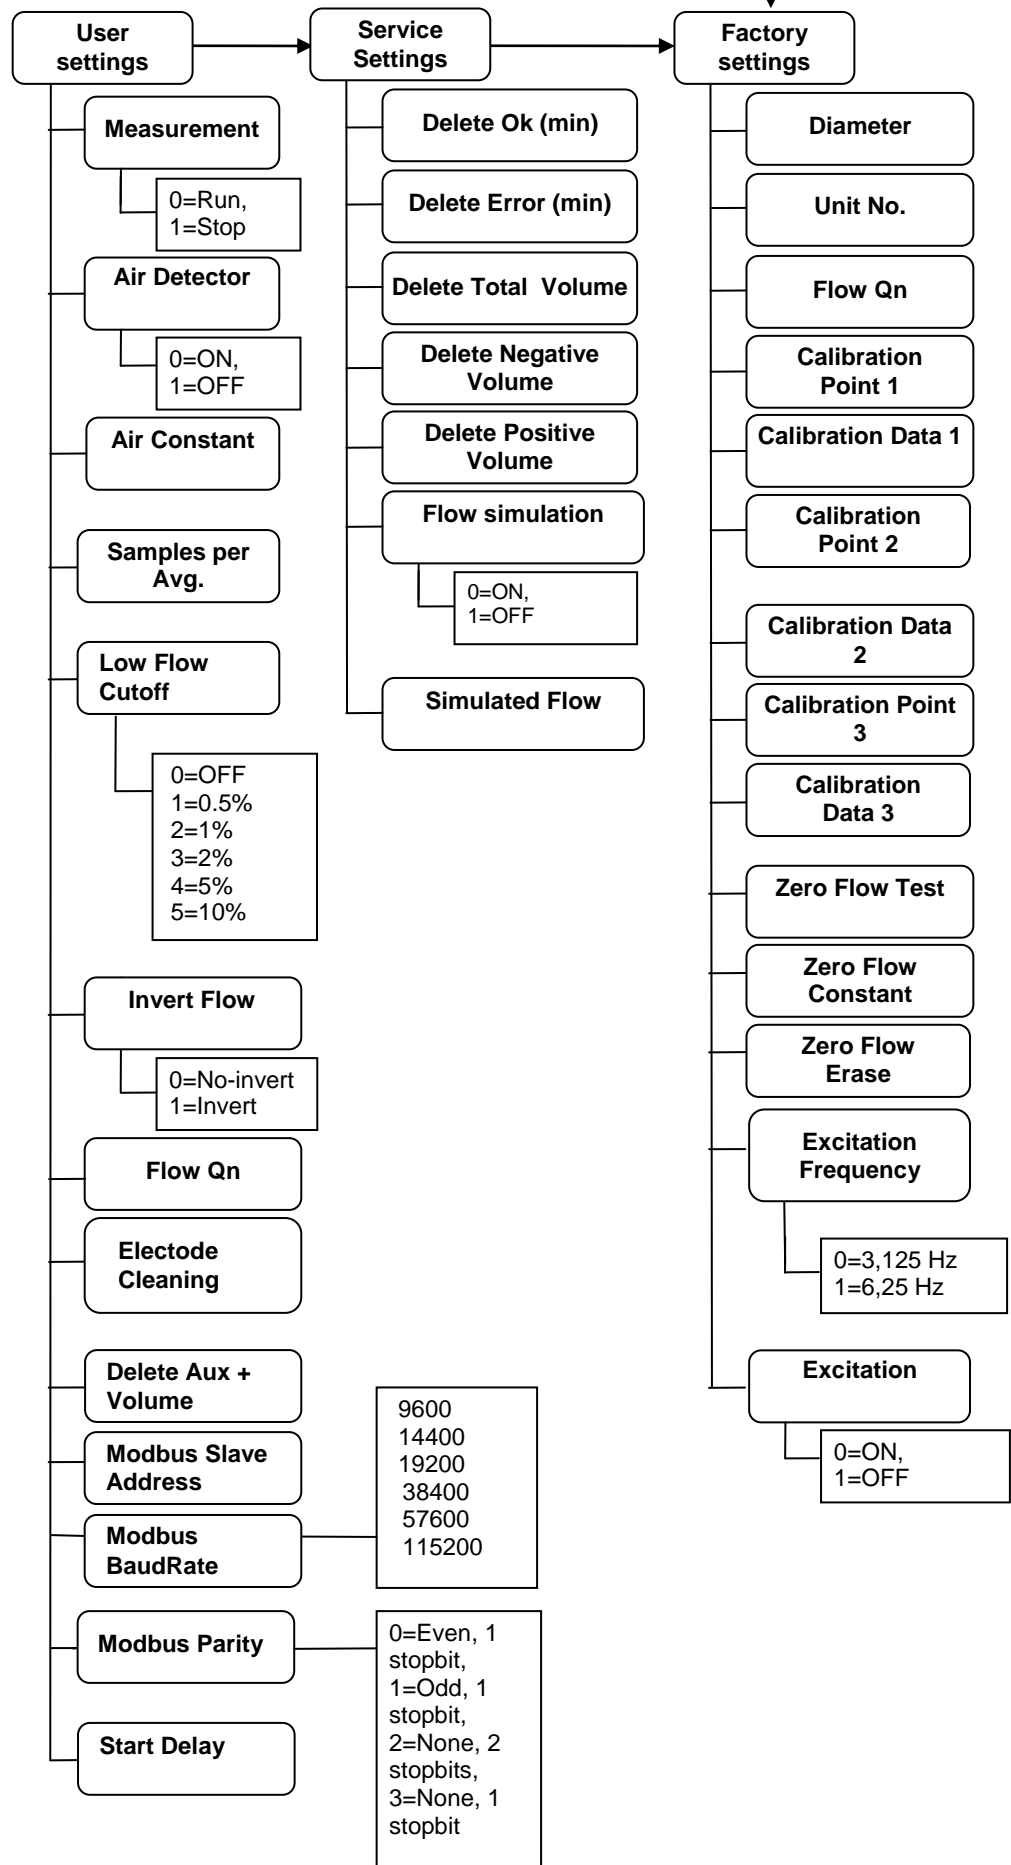 User
settings
Measurement
0=Run,
1=Stop
Air Detector
0=ON,
1=OFF
Air Constant
Samples per
Avg.
Low Flow
Cutoff
0=OFF
1=0.5%
2=1%
3=2%
4=5%
5=10%
Invert Flow
0=No-invert
1=Invert
Flow Qn
Electode
Cleaning
Delete Aux +
Volume
Modbus Slave
Address
Modbus
BaudRate
9600
14400
19200
38400
57600
115200
Modbus Parity
0=Even, 1
stopbit,
1=Odd, 1
stopbit,
2=None, 2
stopbits,
3=None, 1
stopbit
Start Delay
Service
Settings
Delete Ok (min)
Delete Error (min)
Delete Total Volume
Delete Negative
Volume
Delete Positive
Volume
Flow simulation
0=ON,
1=OFF
Simulated Flow
Factory
settings
Diameter
Unit No.
Flow Qn
Calibration
Point 1
Calibration Data 1
Calibration
Point 2
Calibration Data
2
Calibration Point
3
Calibration
Data 3
Zero Flow Test
Zero Flow
Constant
Zero Flow
Erase
Excitation
Frequency
0=3,125 Hz
1=6,25 Hz
Excitation
0=ON,
1=OFF